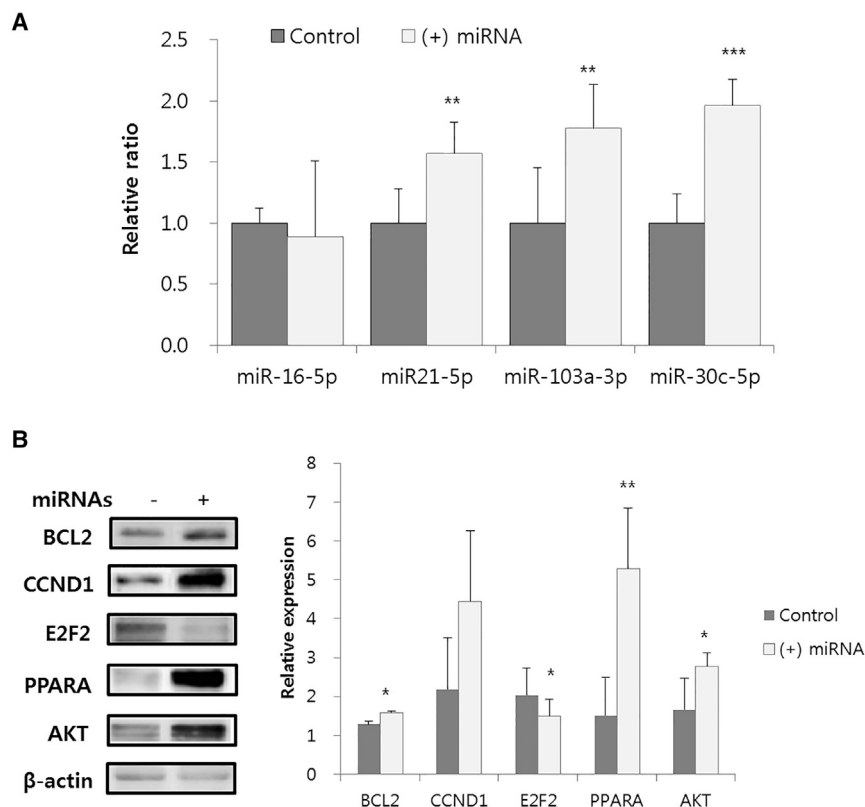 A
Control (+) miRNA
Relative ratio
2.5
2.0
1.5
1.0
0.5
0.0
** ** ***
miR-16-5p miR21-5p miR-103a-3p miR-30c-5p
B
miRNAs - +
BCL2
CCND1
E2F2
PPARA
AKT
β-actin
Relative expression
8
7
6
5
4
3
2
1
0
* * ** *
BCL2 CCND1 E2F2 PPARA AKT
Control
(+) miRNA